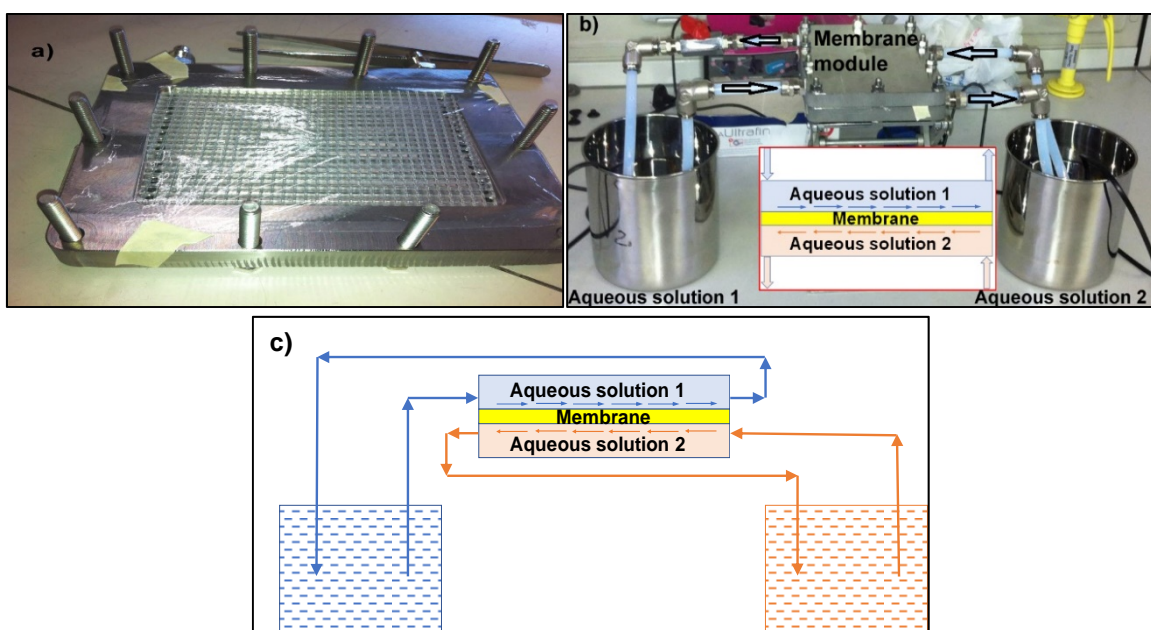 a)
b)
Membrane
module
Ultrafin
Aqueous solution 1
Membrane
Aqueous solution 2
Aqueous solution 1
Aqueous solution 2
c)
Aqueous solution 1
Membrane
Aqueous solution 2